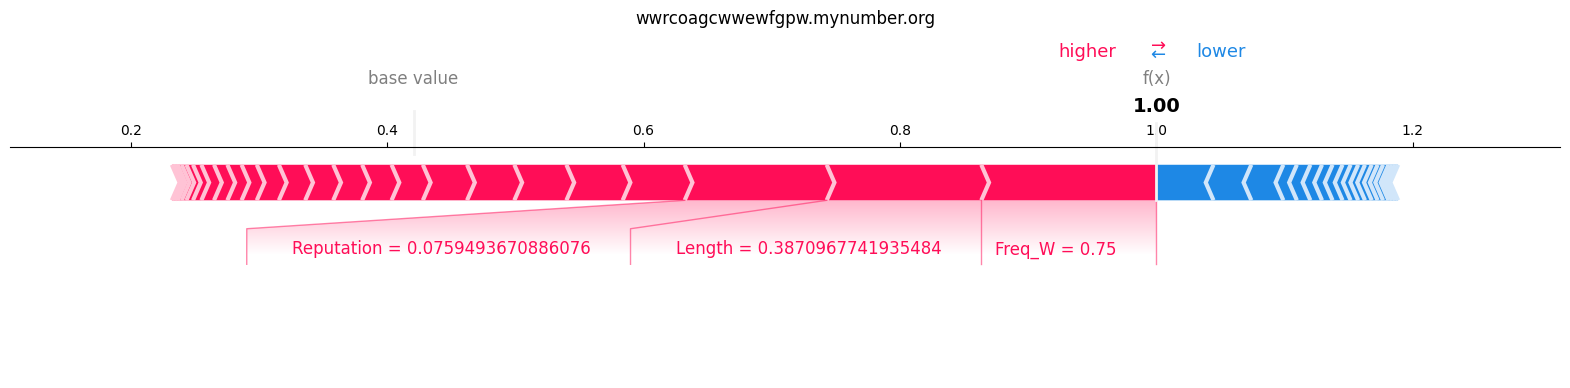 wwrcoagcwwewfgpw.mynumber.org
higher ⇄ lower
base value f(x)
1.00
0.2 0.4 0.6 0.8 1.0 1.2
Reputation = 0.0759493670886076 Length = 0.3870967741935484 Freq_W = 0.75